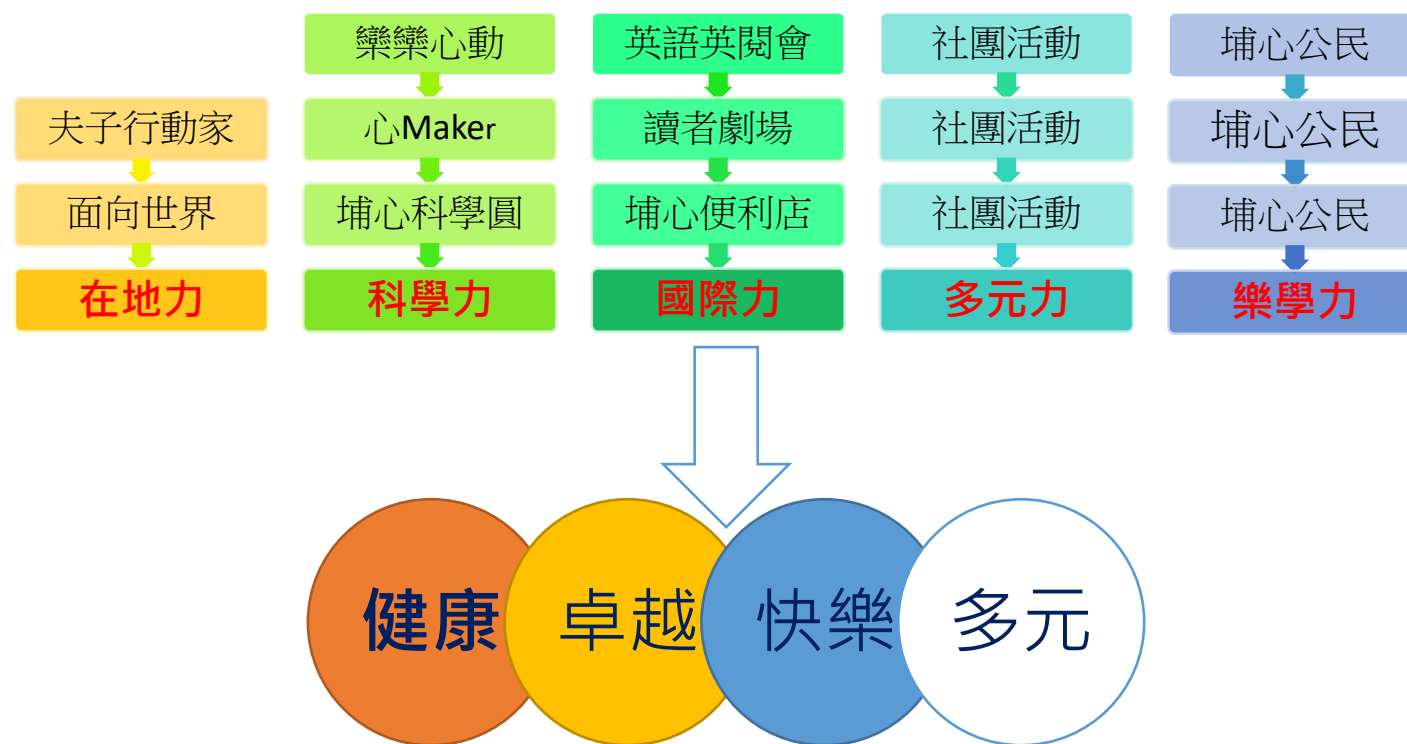 欒欒心動
英語英閱會
社團活動
埔心公民
夫子行動家
心Maker
讀者劇場
社團活動
埔心公民
面向世界
埔心科學圓
埔心便利店
社團活動
埔心公民
在地力
科學力
國際力
多元力
樂學力
健康
卓越
快樂
多元